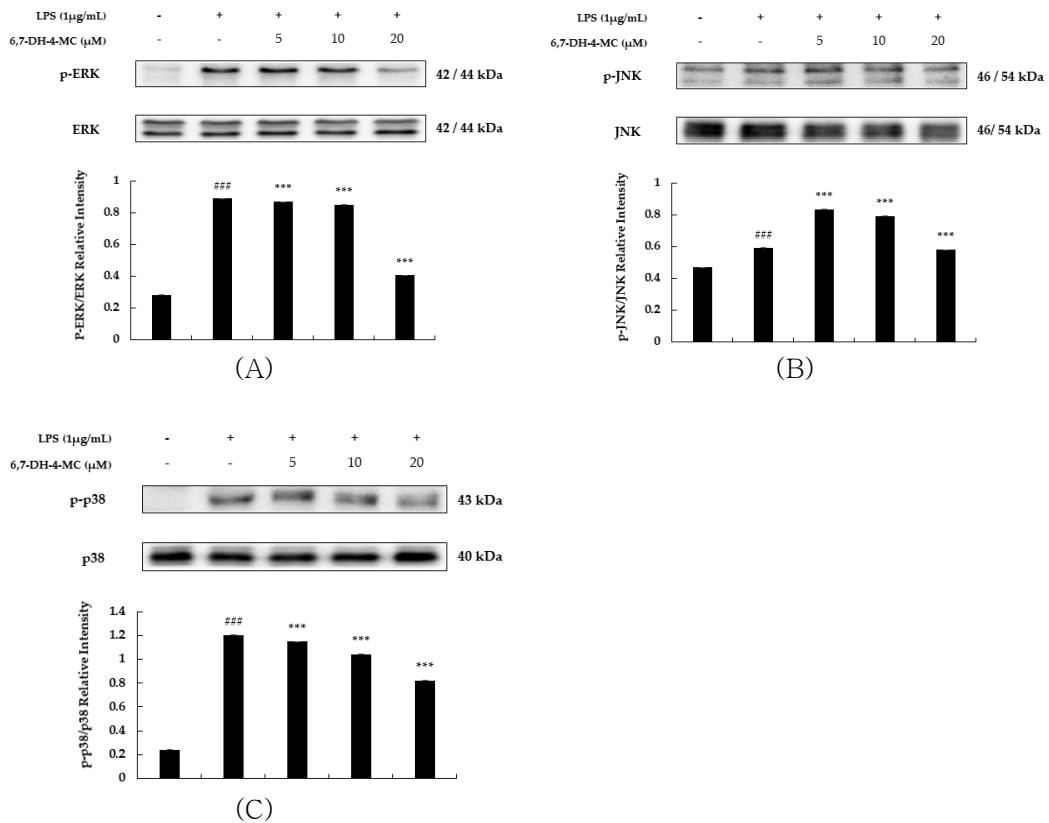 LPS (1µg/mL) - + + + +
6,7-DH-4-MC (µM) - - 5 10 20
p-ERK 42 / 44 kDa
ERK 42 / 44 kDa
P-ERK/ERK Relative Intensity
1
0.8
0.6
0.4
0.2
0
### *** *** ***
(A)
LPS (1µg/mL) - + + + +
6,7-DH-4-MC (µM) - - 5 10 20
p-JNK 46 / 54 kDa
JNK 46/ 54 kDa
p-JNK/JNK Relative Intensity
1
0.8
0.6
0.4
0.2
0
### *** *** ***
(B)
LPS (1µg/mL) - + + + +
6,7-DH-4-MC (µM) - - 5 10 20
p-p38 43 kDa
p38 40 kDa
p-p38/p38 Relative Intensity
1.4
1.2
1
0.8
0.6
0.4
0.2
0
### *** *** ***
(C)